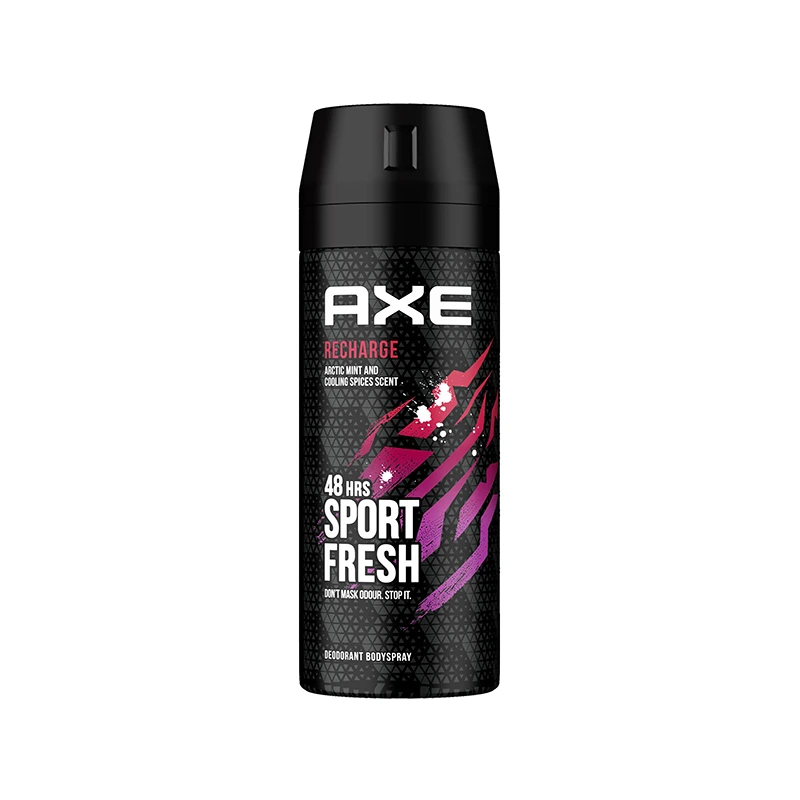 AXE
RECHARGE
ARCTIC MINT AND
COOLING SPICES SCENT
48 HRS
SPORT
FRESH
DON'T MASK ODOUR. STOP IT.
DEODORANT BODYSPRAY